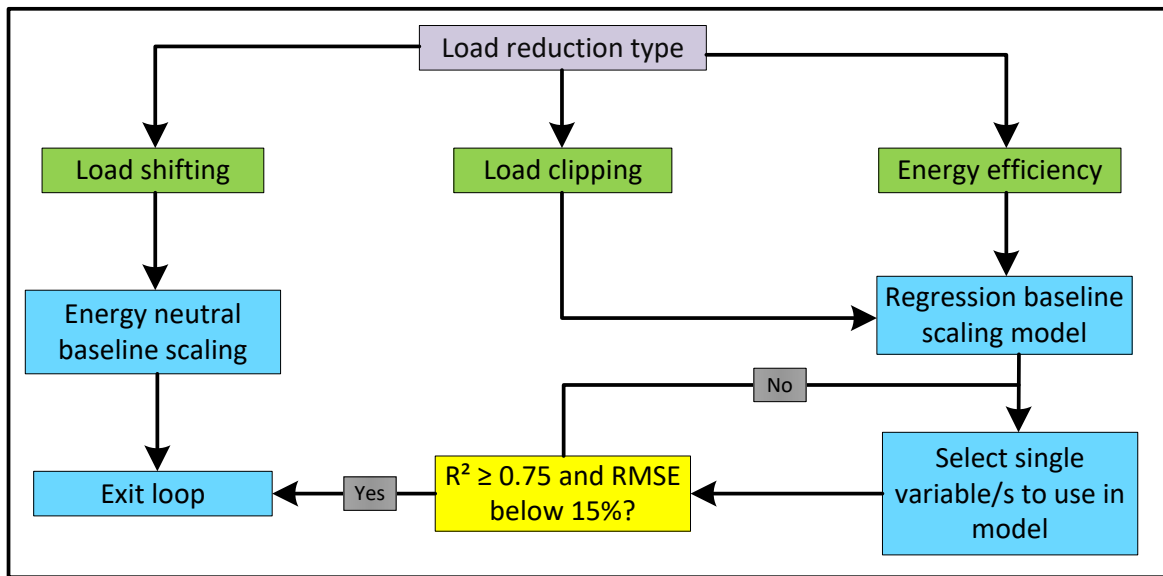 Load reduction type
Load shifting
Load clipping
Energy efficiency
Energy neutral
baseline scaling
Regression baseline
scaling model
No
Exit loop
Yes
R² ≥ 0.75 and RMSE
below 15%?
Select single
variable/s to use in
model